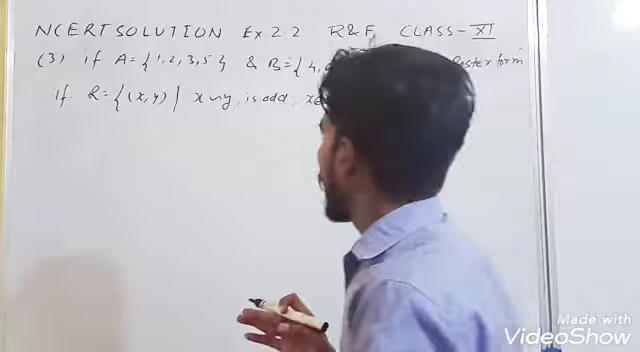 NCERT SOLUTION Ex. 2.2 R&F CLASS-XI
(3) if A={1,2,3,5} & B={4, Roster form
if R={(x,y) | x ~ y, is odd, x∈
Made with
VideoShow